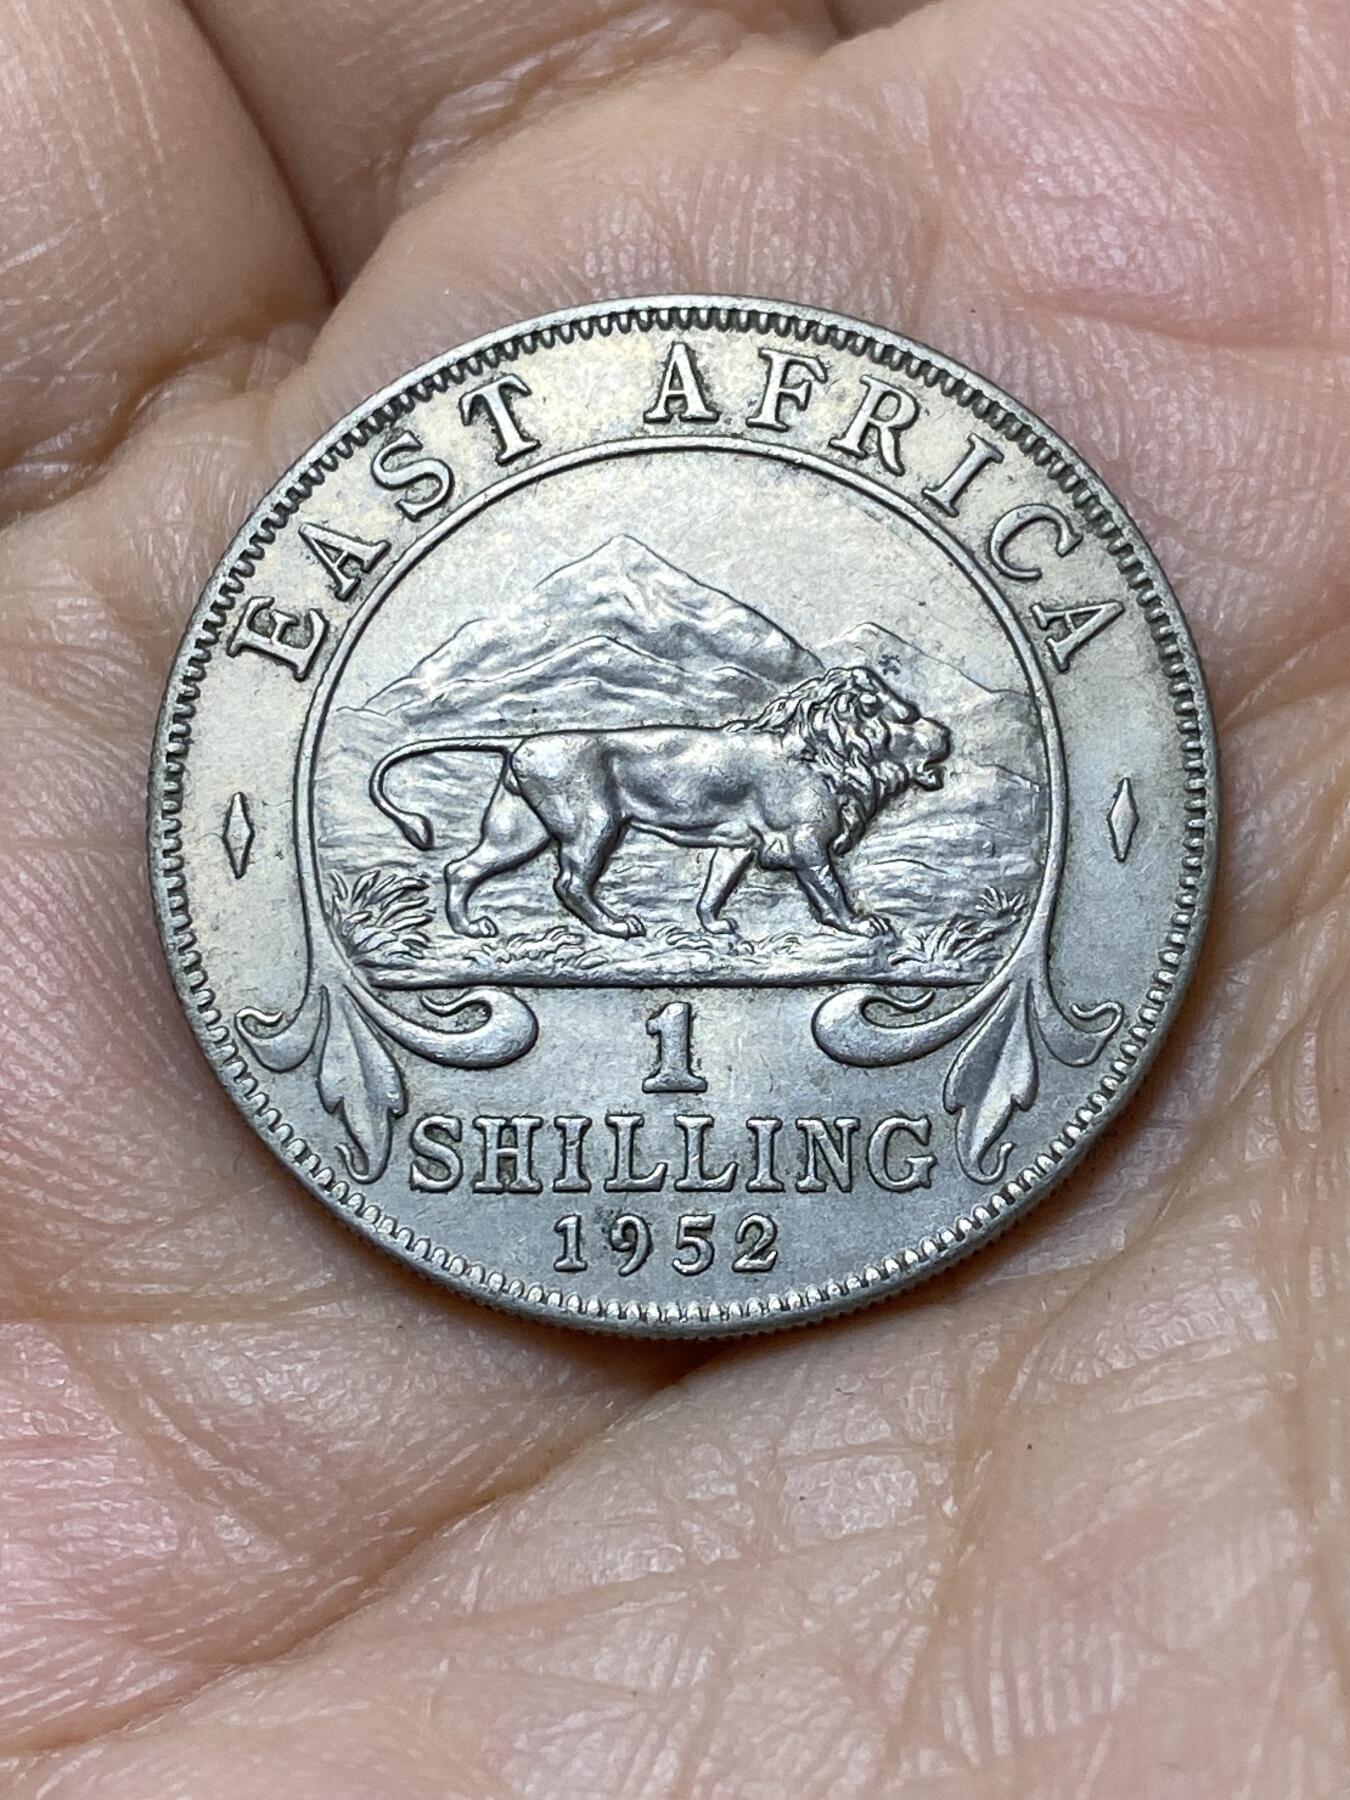 EAST AFRICA
1
SHILLING
1952